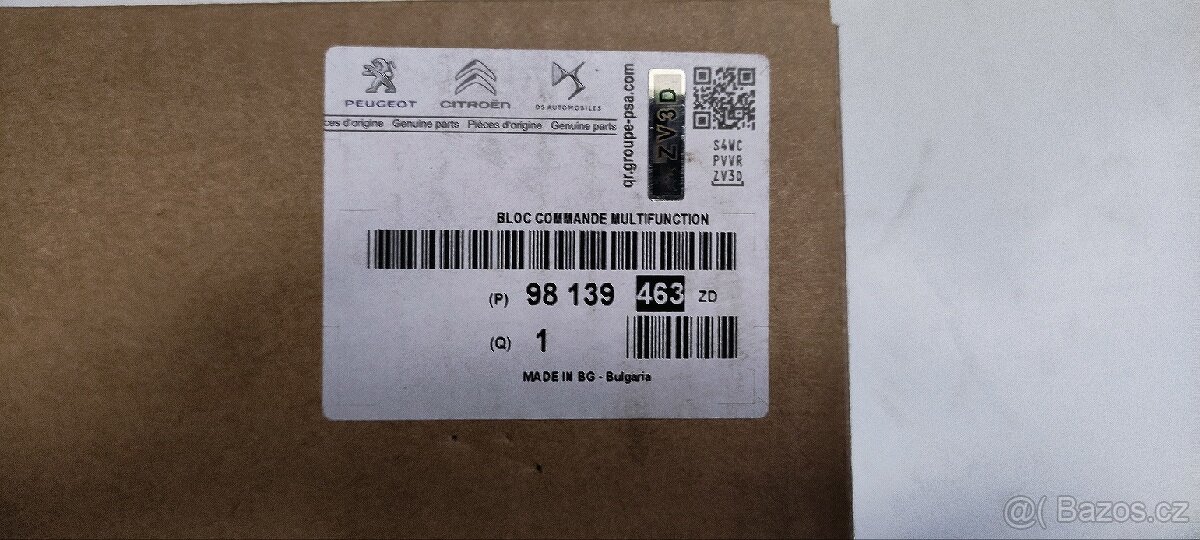 PEUGEOT CITROËN DS AUTOMOBILES
ces d'origine Genuine parts Pièces d'origine Genuine parts
qr.groupe-psa.com
ZV3D
S4WC
PVVR
ZV3D
BLOC COMMANDE MULTIFUNCTION
(P) 98 139 463 ZD
(Q) 1
MADE IN BG - Bulgaria
@( Bazos.cz